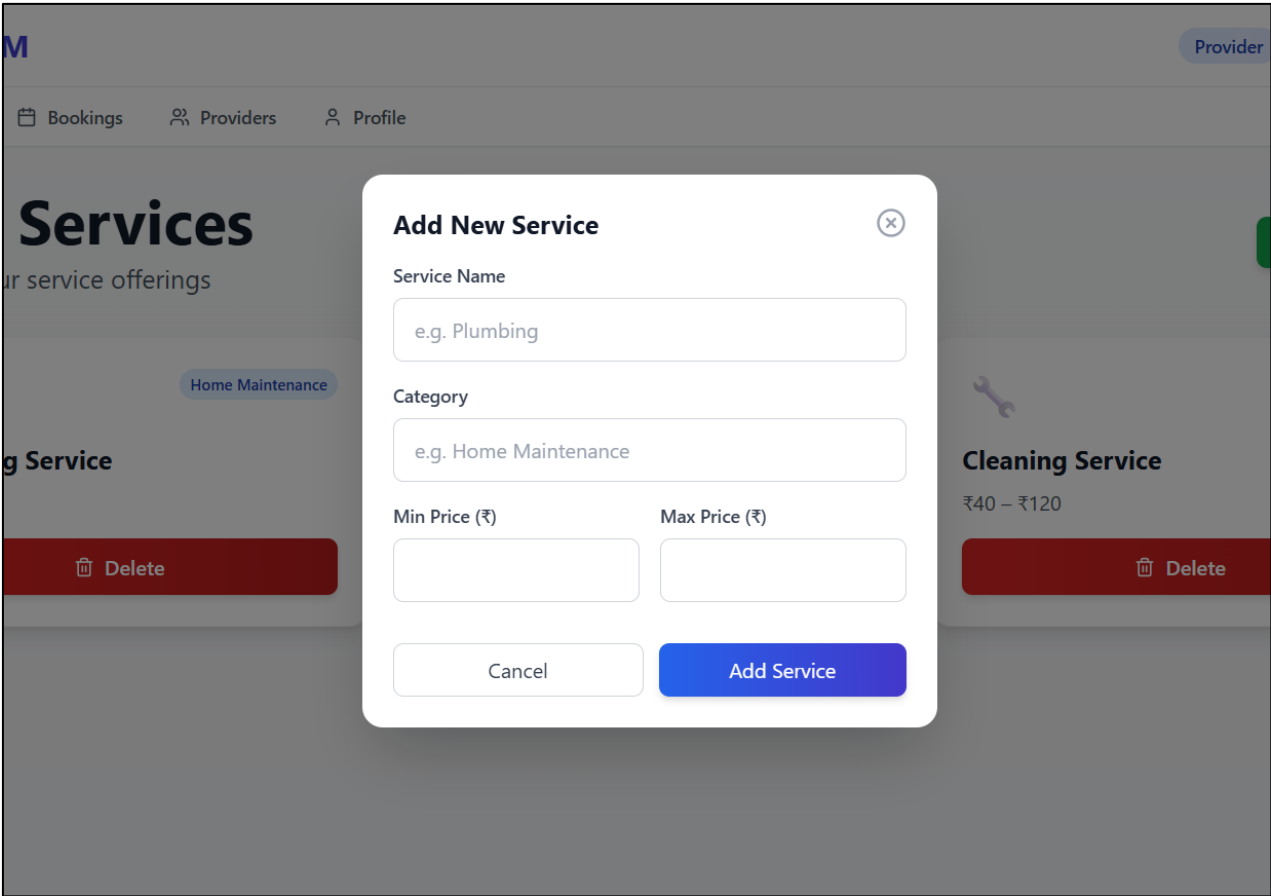 M
Provider
Bookings Providers Profile
Services
ur service offerings
Add New Service
Service Name
e.g. Plumbing
Category
e.g. Home Maintenance
Min Price (₹) Max Price (₹)
Cancel Add Service
Home Maintenance
g Service
Delete
Cleaning Service
₹40 – ₹120
Delete